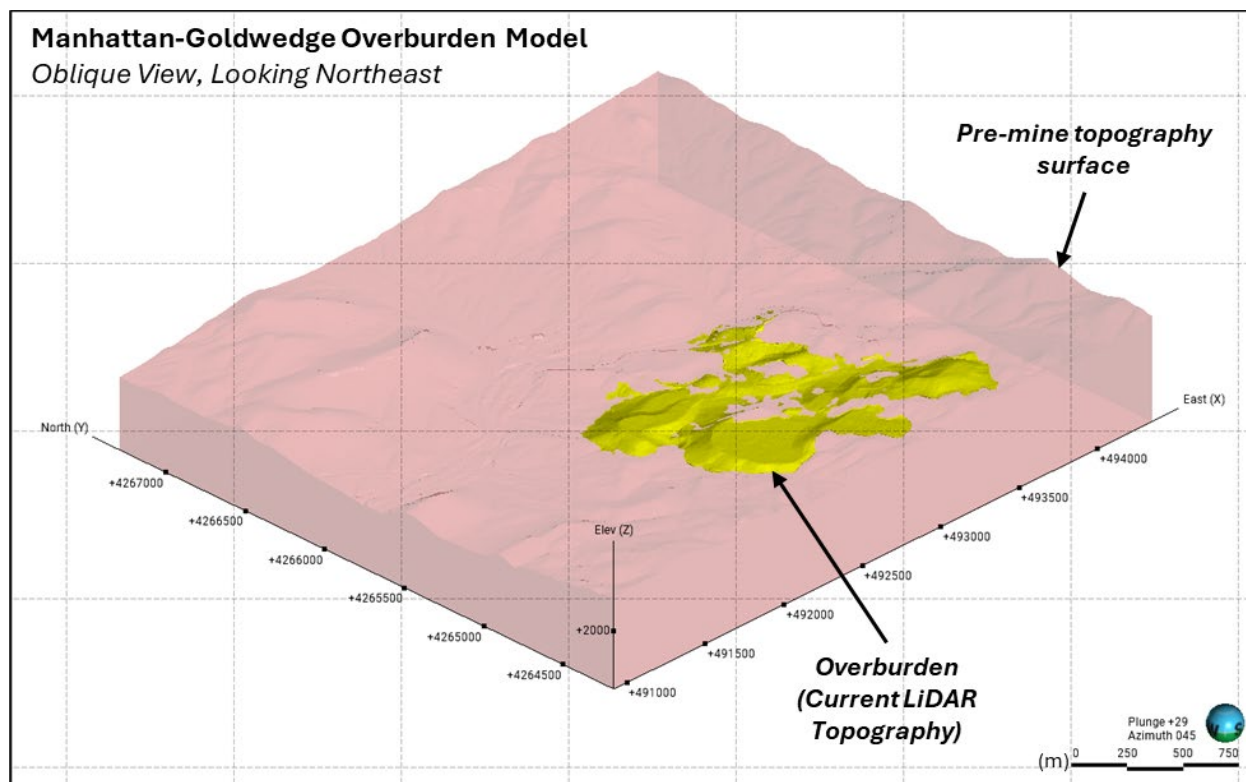 Manhattan-Goldwedge Overburden Model
Oblique View, Looking Northeast
Pre-mine topography
surface
East (X)
North (Y)
+494000
+4267000
+493500
+4266500
+493000
+4266000
Elev (Z)
+492500
+4265500
+492000
+4265000
+2000
+491500
+4264500
+491000
Overburden
(Current LiDAR
Topography)
Plunge +29
Azimuth 045
(m) 0 250 500 750